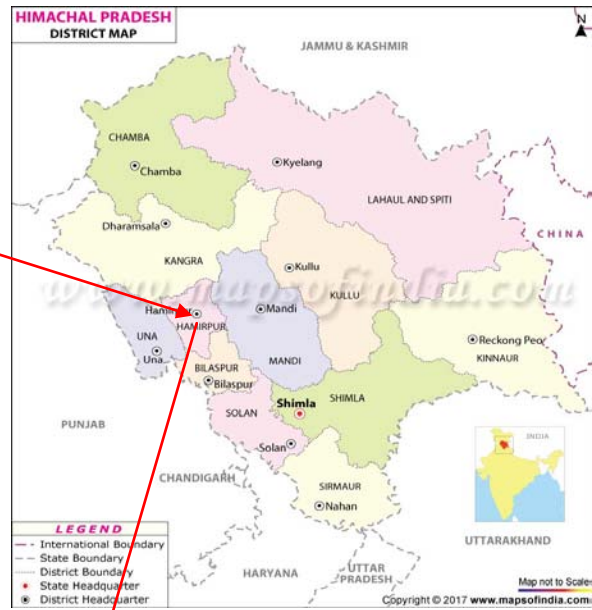 HIMACHAL PRADESH
DISTRICT MAP
N
JAMMU & KASHMIR
CHAMBA
Chamba
Kyelang
LAHAUL AND SPITI
Dharamsala
CHINA
KANGRA
Kullu
KULLU
www.mapsofindia.com
Hamirpur
Mandi
HAMIRPUR
UNA
Una
MANDI
Reckong Peo
KINNAUR
BILASPUR
Bilaspur
SHIMLA
Shimla
SOLAN
PUNJAB
Solan
INDIA
CHANDIGARH
SIRMAUR
Nahan
LEGEND
International Boundary
State Boundary
District Boundary
State Headquarter
District Headquarter
UTTARAKHAND
HARYANA
UTTAR
PRADESH
Map not to Scale
Copyright © 2017 www.mapsofindia.com